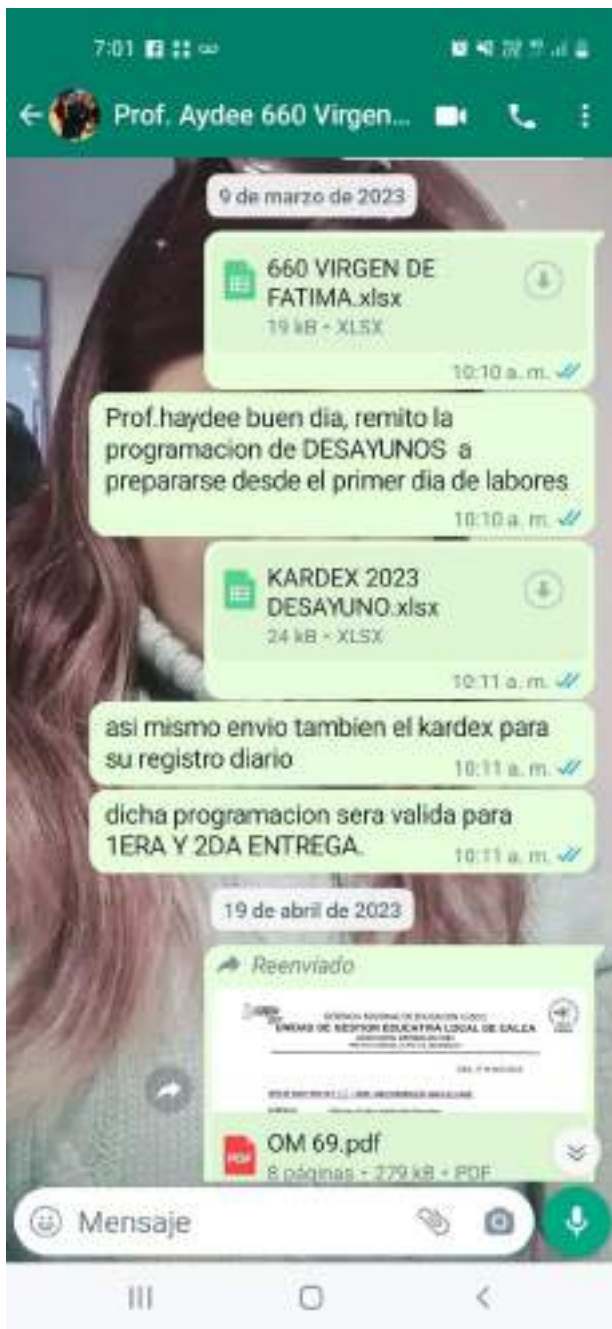 7:01
Prof. Aydee 660 Virgen...
9 de marzo de 2023
660 VIRGEN DE
FATIMA.xlsx
19 kB • XLSX
10:10 a. m.
Prof.haydee buen dia, remito la
programacion de DESAYUNOS a
prepararse desde el primer dia de labores
10:10 a. m.
KARDEX 2023
DESAYUNO.xlsx
24 kB • XLSX
10:11 a. m.
asi mismo envio tambien el kardex para
su registro diario
10:11 a. m.
dicha programacion sera valida para
1ERA Y 2DA ENTREGA.
10:11 a. m.
19 de abril de 2023
Reenviado
UNIDAD DE GESTION EDUCATIVA LOCAL DE CALCA
PDF
OM 69.pdf
8 páginas • 279 kB • PDF
Mensaje